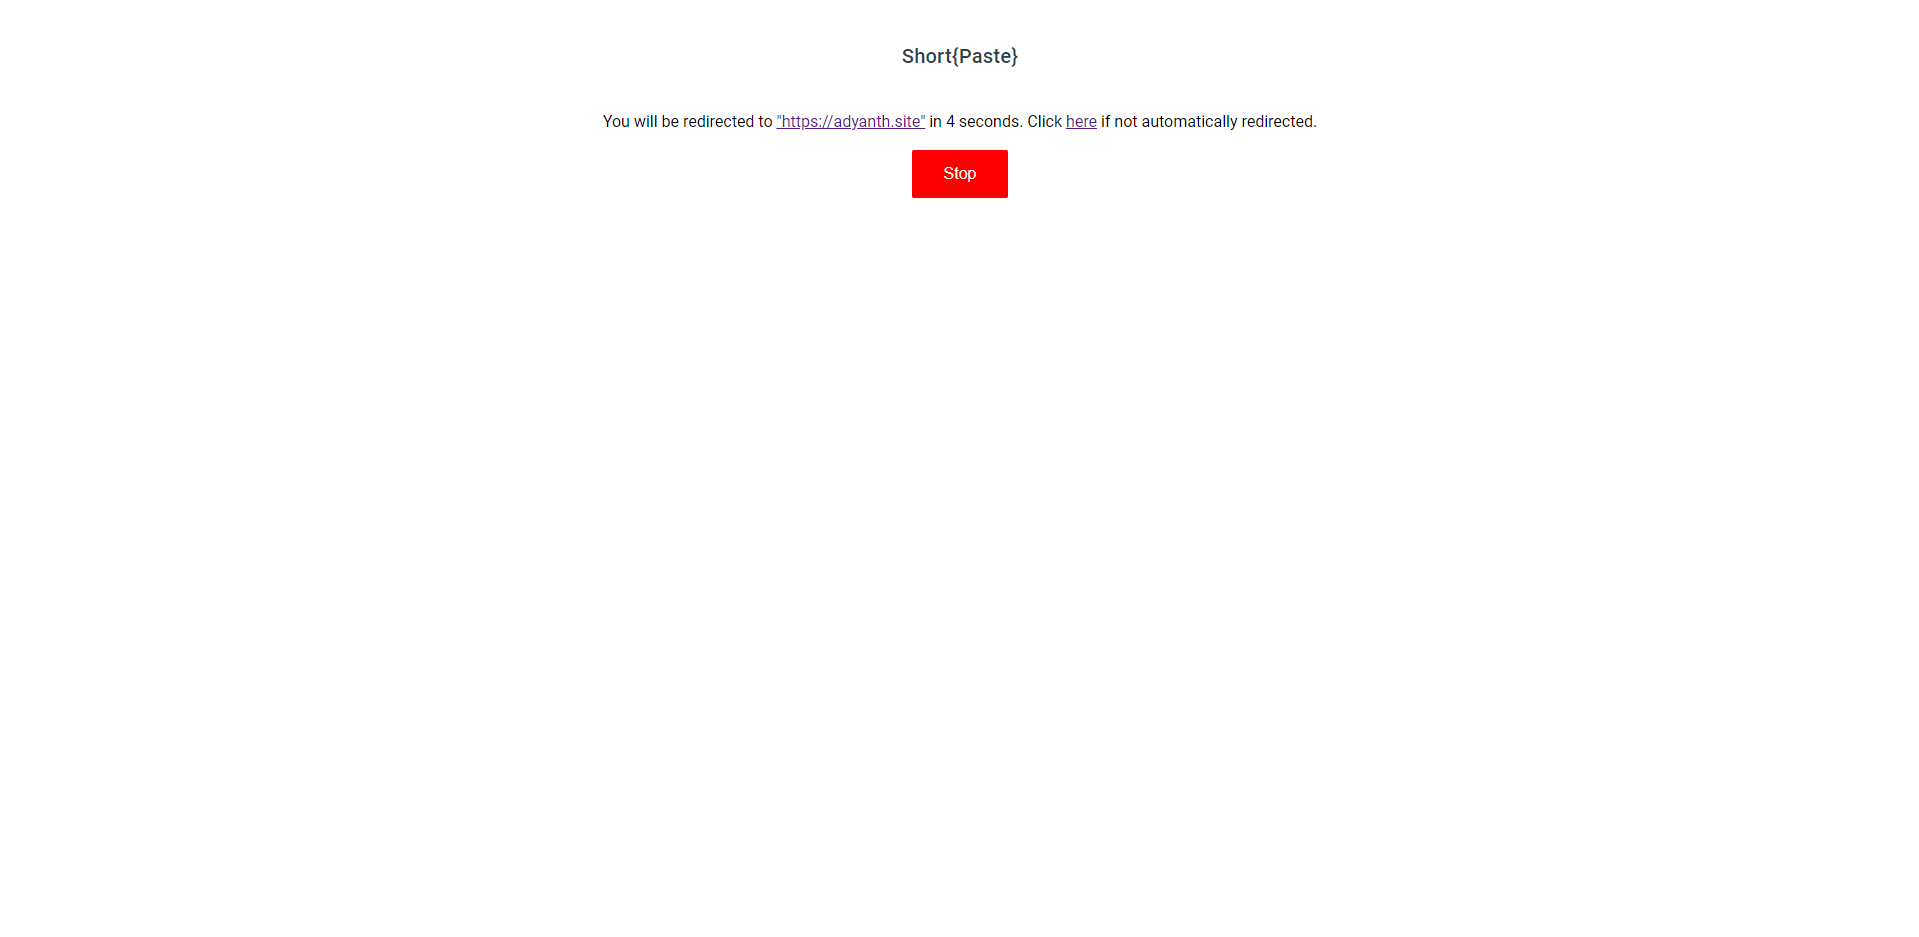 Short{Paste}
You will be redirected to "https://adyanth.site" in 4 seconds. Click here if not automatically redirected.
Stop